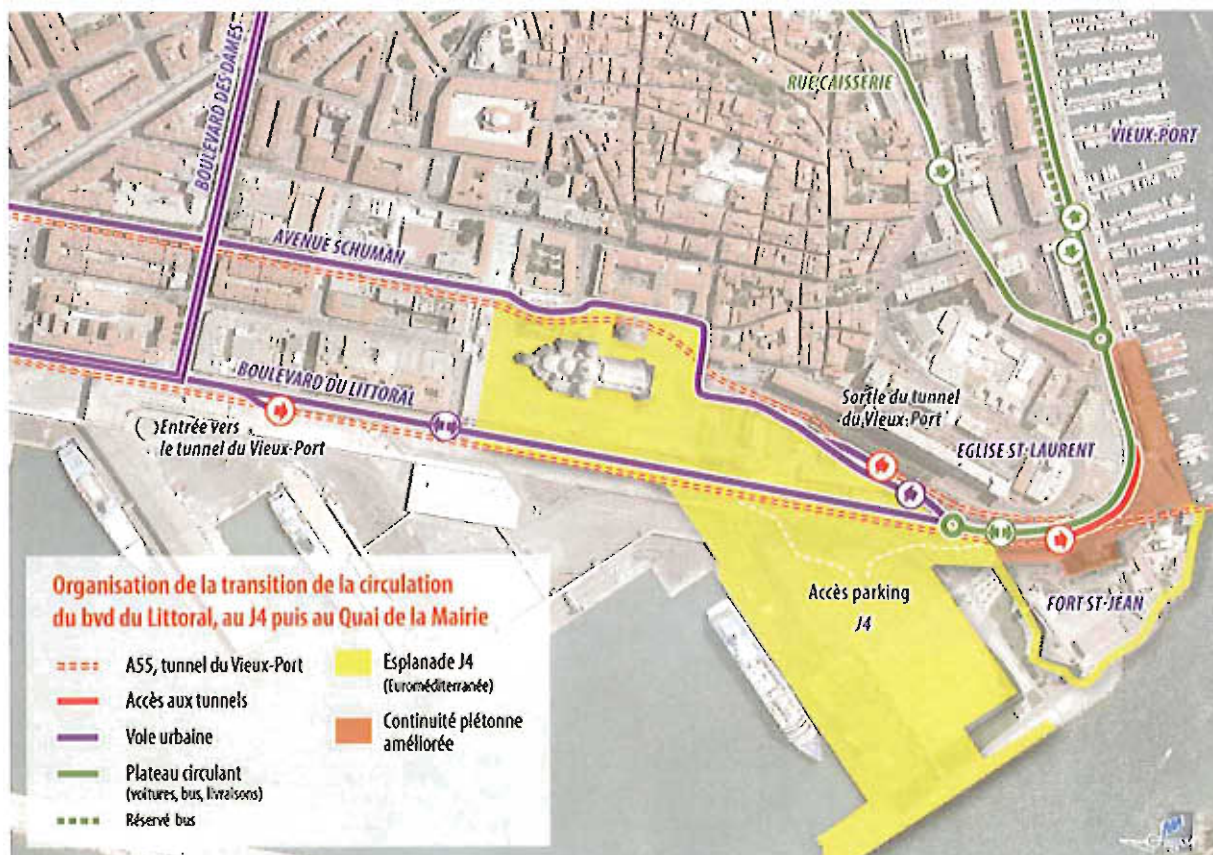 BOULEVARD DES DAMES
RUE CAISSERIE
VIEUX-PORT
AVENUE SCHUMAN
BOULEVARD DU LITTORAL
Entrée vers
le tunnel du Vieux-Port
Sortie du tunnel
du Vieux-Port
EGLISE ST-LAURENT
Accès parking
J4
FORT ST-JEAN
Organisation de la transition de la circulation
du bvd du Littoral, au J4 puis au Quai de la Mairie
A55, tunnel du Vieux-Port
Accès aux tunnels
Voie urbaine
Plateau circulant
(voitures, bus, livraisons)
Réservé bus
Esplanade J4
(Euroméditerranée)
Continuité piétonne
améliorée